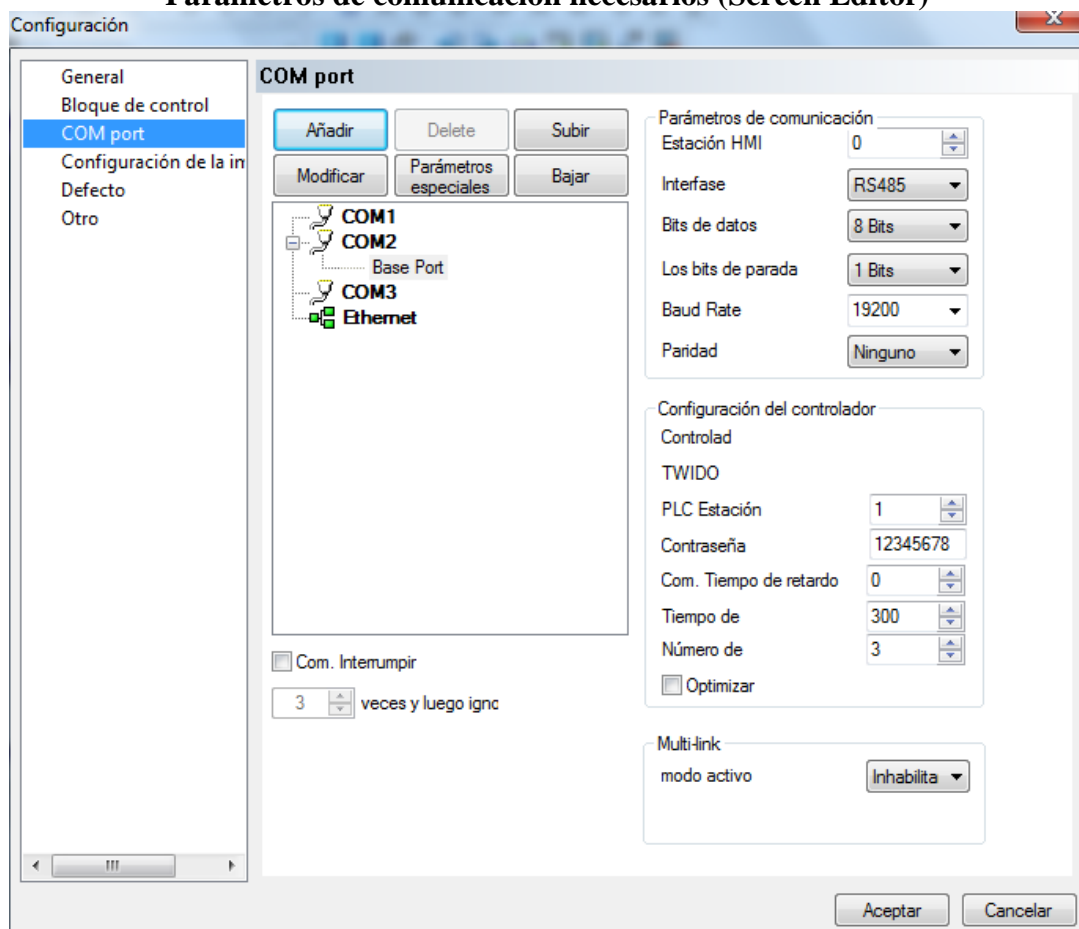 Parámetros de comunicación necesarios (Screen Editor)
Configuración
X
General
Bloque de control
COM port
Configuración de la in
Defecto
Otro
COM port
Añadir
Delete
Subir
Modificar
Parámetros
especiales
Bajar
COM1
COM2
Base Port
COM3
Ethernet
Com. Interrumpir
3 veces y luego ignc
Parámetros de comunicación
Estación HMI 0
Interfase RS485
Bits de datos 8 Bits
Los bits de parada 1 Bits
Baud Rate 19200
Paridad Ninguno
Configuración del controlador
Controlad
TWIDO
PLC Estación 1
Contraseña 12345678
Com. Tiempo de retardo 0
Tiempo de 300
Número de 3
Optimizar
Multi-link
modo activo Inhabilita
Aceptar
Cancelar